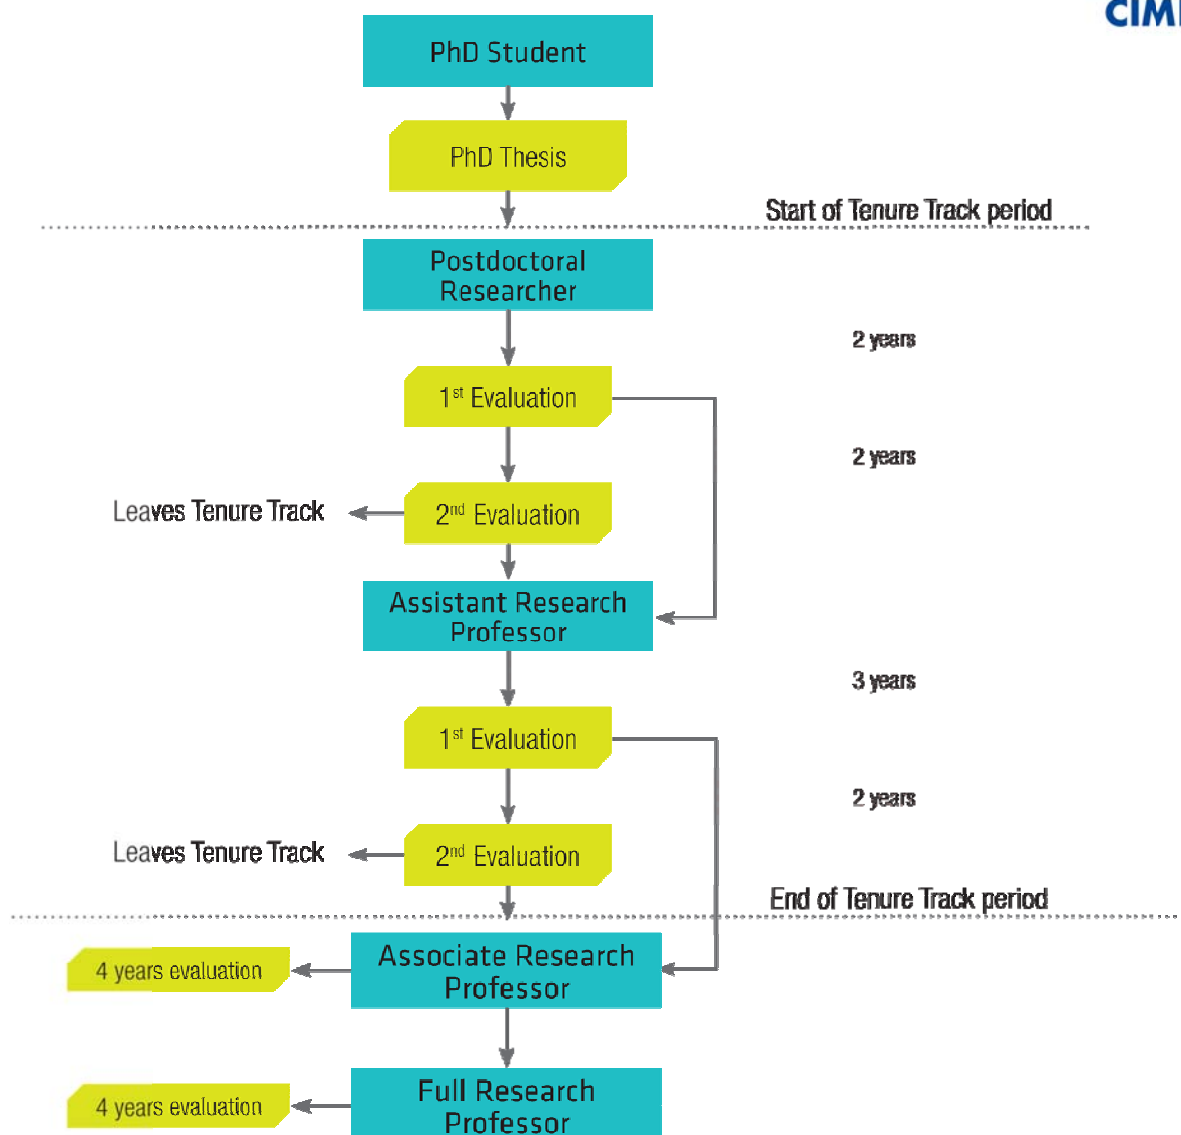 CIM
PhD Student
PhD Thesis
Start of Tenure Track period
Postdoctoral
Researcher
2 years
1st Evaluation
2 years
Leaves Tenure Track
2nd Evaluation
Assistant Research
Professor
3 years
1st Evaluation
2 years
Leaves Tenure Track
2nd Evaluation
End of Tenure Track period
4 years evaluation
Associate Research
Professor
4 years evaluation
Full Research
Professor